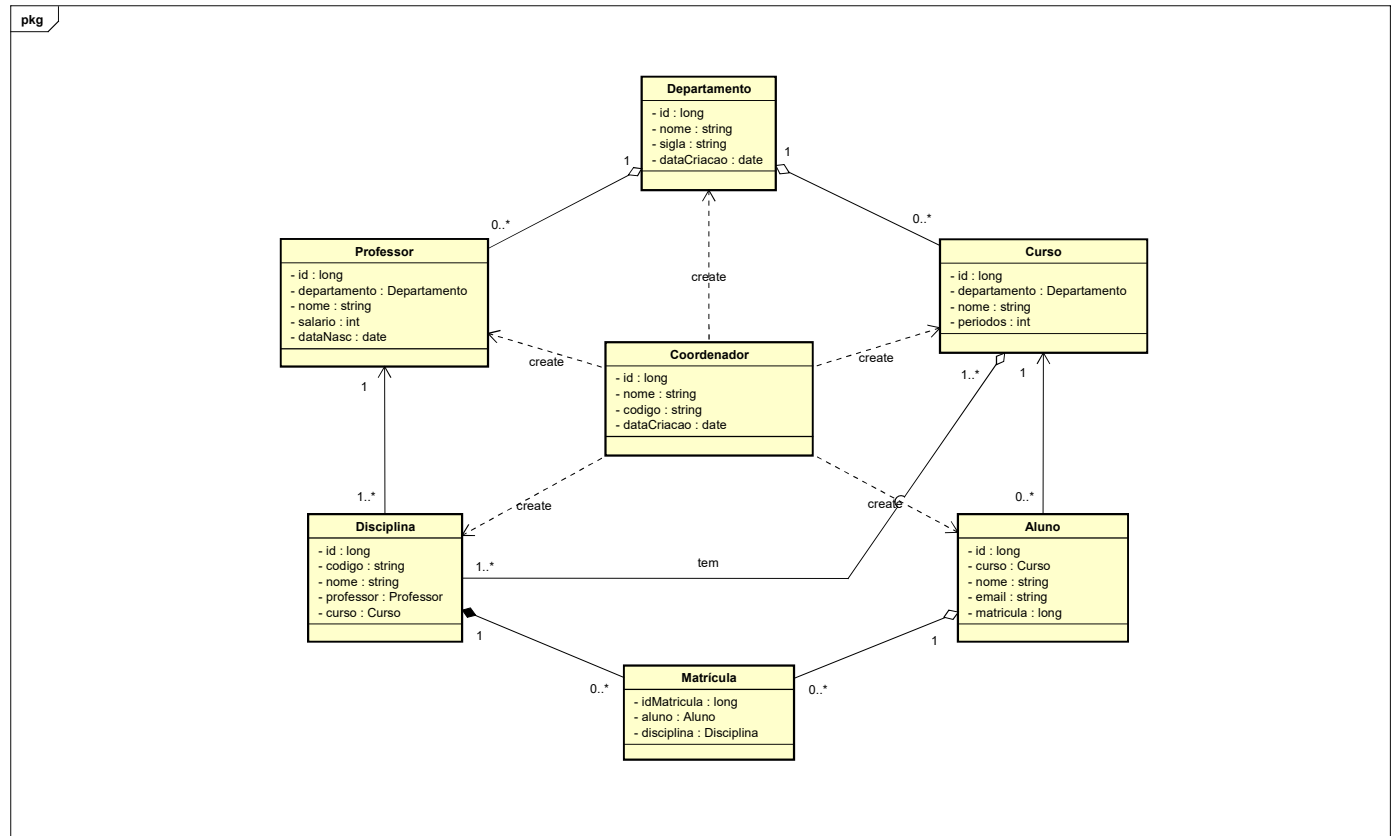 pkg
Departamento
- id : long
- nome : string
- sigla : string
- dataCriacao : date
1
1
0..*
0..*
Professor
- id : long
- departamento : Departamento
- nome : string
- salario : int
- dataNasc : date
Curso
- id : long
- departamento : Departamento
- nome : string
- periodos : int
create
create
create
Coordenador
- id : long
- nome : string
- codigo : string
- dataCriacao : date
1
1..*
1
1..*
create
create
0..*
Disciplina
- id : long
- codigo : string
- nome : string
- professor : Professor
- curso : Curso
Aluno
- id : long
- curso : Curso
- nome : string
- email : string
- matricula : long
1..*
tem
1
1
0..*
0..*
Matrícula
- idMatricula : long
- aluno : Aluno
- disciplina : Disciplina